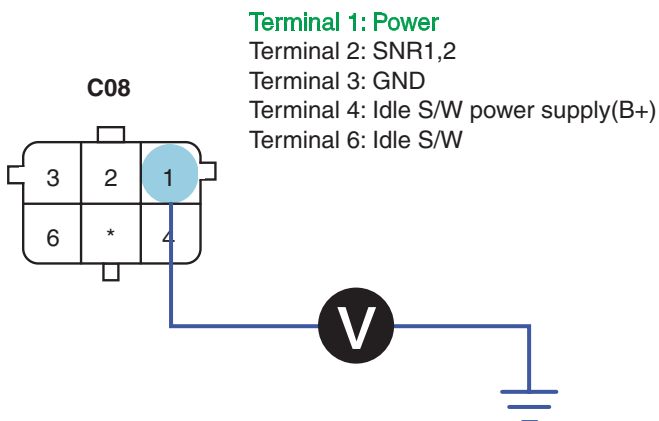 Terminal 1: Power
Terminal 2: SNR1,2
Terminal 3: GND
Terminal 4: Idle S/W power supply(B+)
Terminal 6: Idle S/W
C08
3 2 1
6 * 4
V